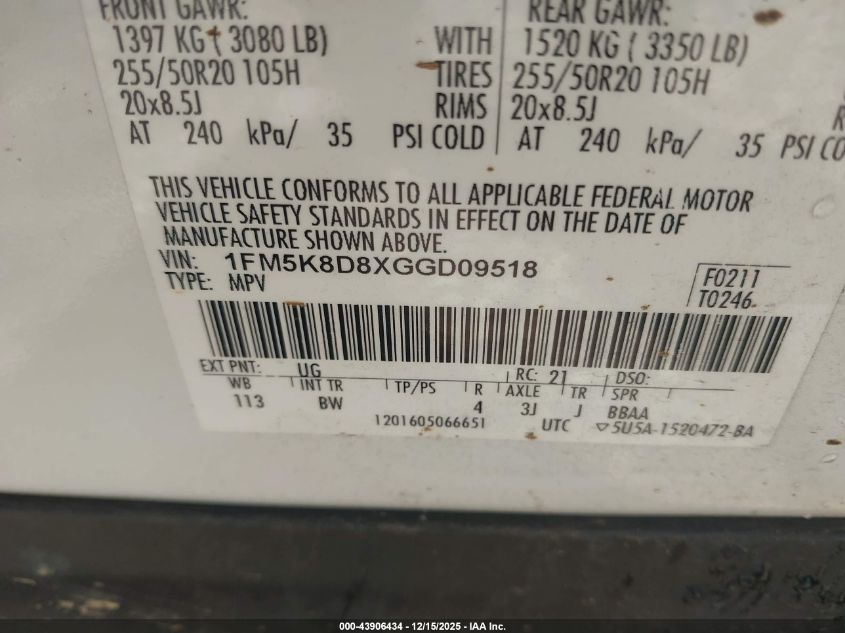 FRONT GAWR: REAR GAWR:
1397 KG ( 3080 LB) WITH 1520 KG ( 3350 LB)
255/50R20 105H TIRES 255/50R20 105H
20x8.5J RIMS 20x8.5J
AT 240 kPa/ 35 PSI COLD AT 240 kPa/ 35 PSI CO
THIS VEHICLE CONFORMS TO ALL APPLICABLE FEDERAL MOTOR
VEHICLE SAFETY STANDARDS IN EFFECT ON THE DATE OF
MANUFACTURE SHOWN ABOVE.
VIN: 1FM5K8D8XGGD09518
TYPE: MPV
F0211
T0246
EXT PNT: UG RC: 21 DSO:
WB INT TR TP/PS R AXLE TR SPR
113 BW 4 3J J BBAA
1201605066651 UTC ▽5U5A-1520472-BA
000-43906434 - 12/15/2025 - IAA Inc.